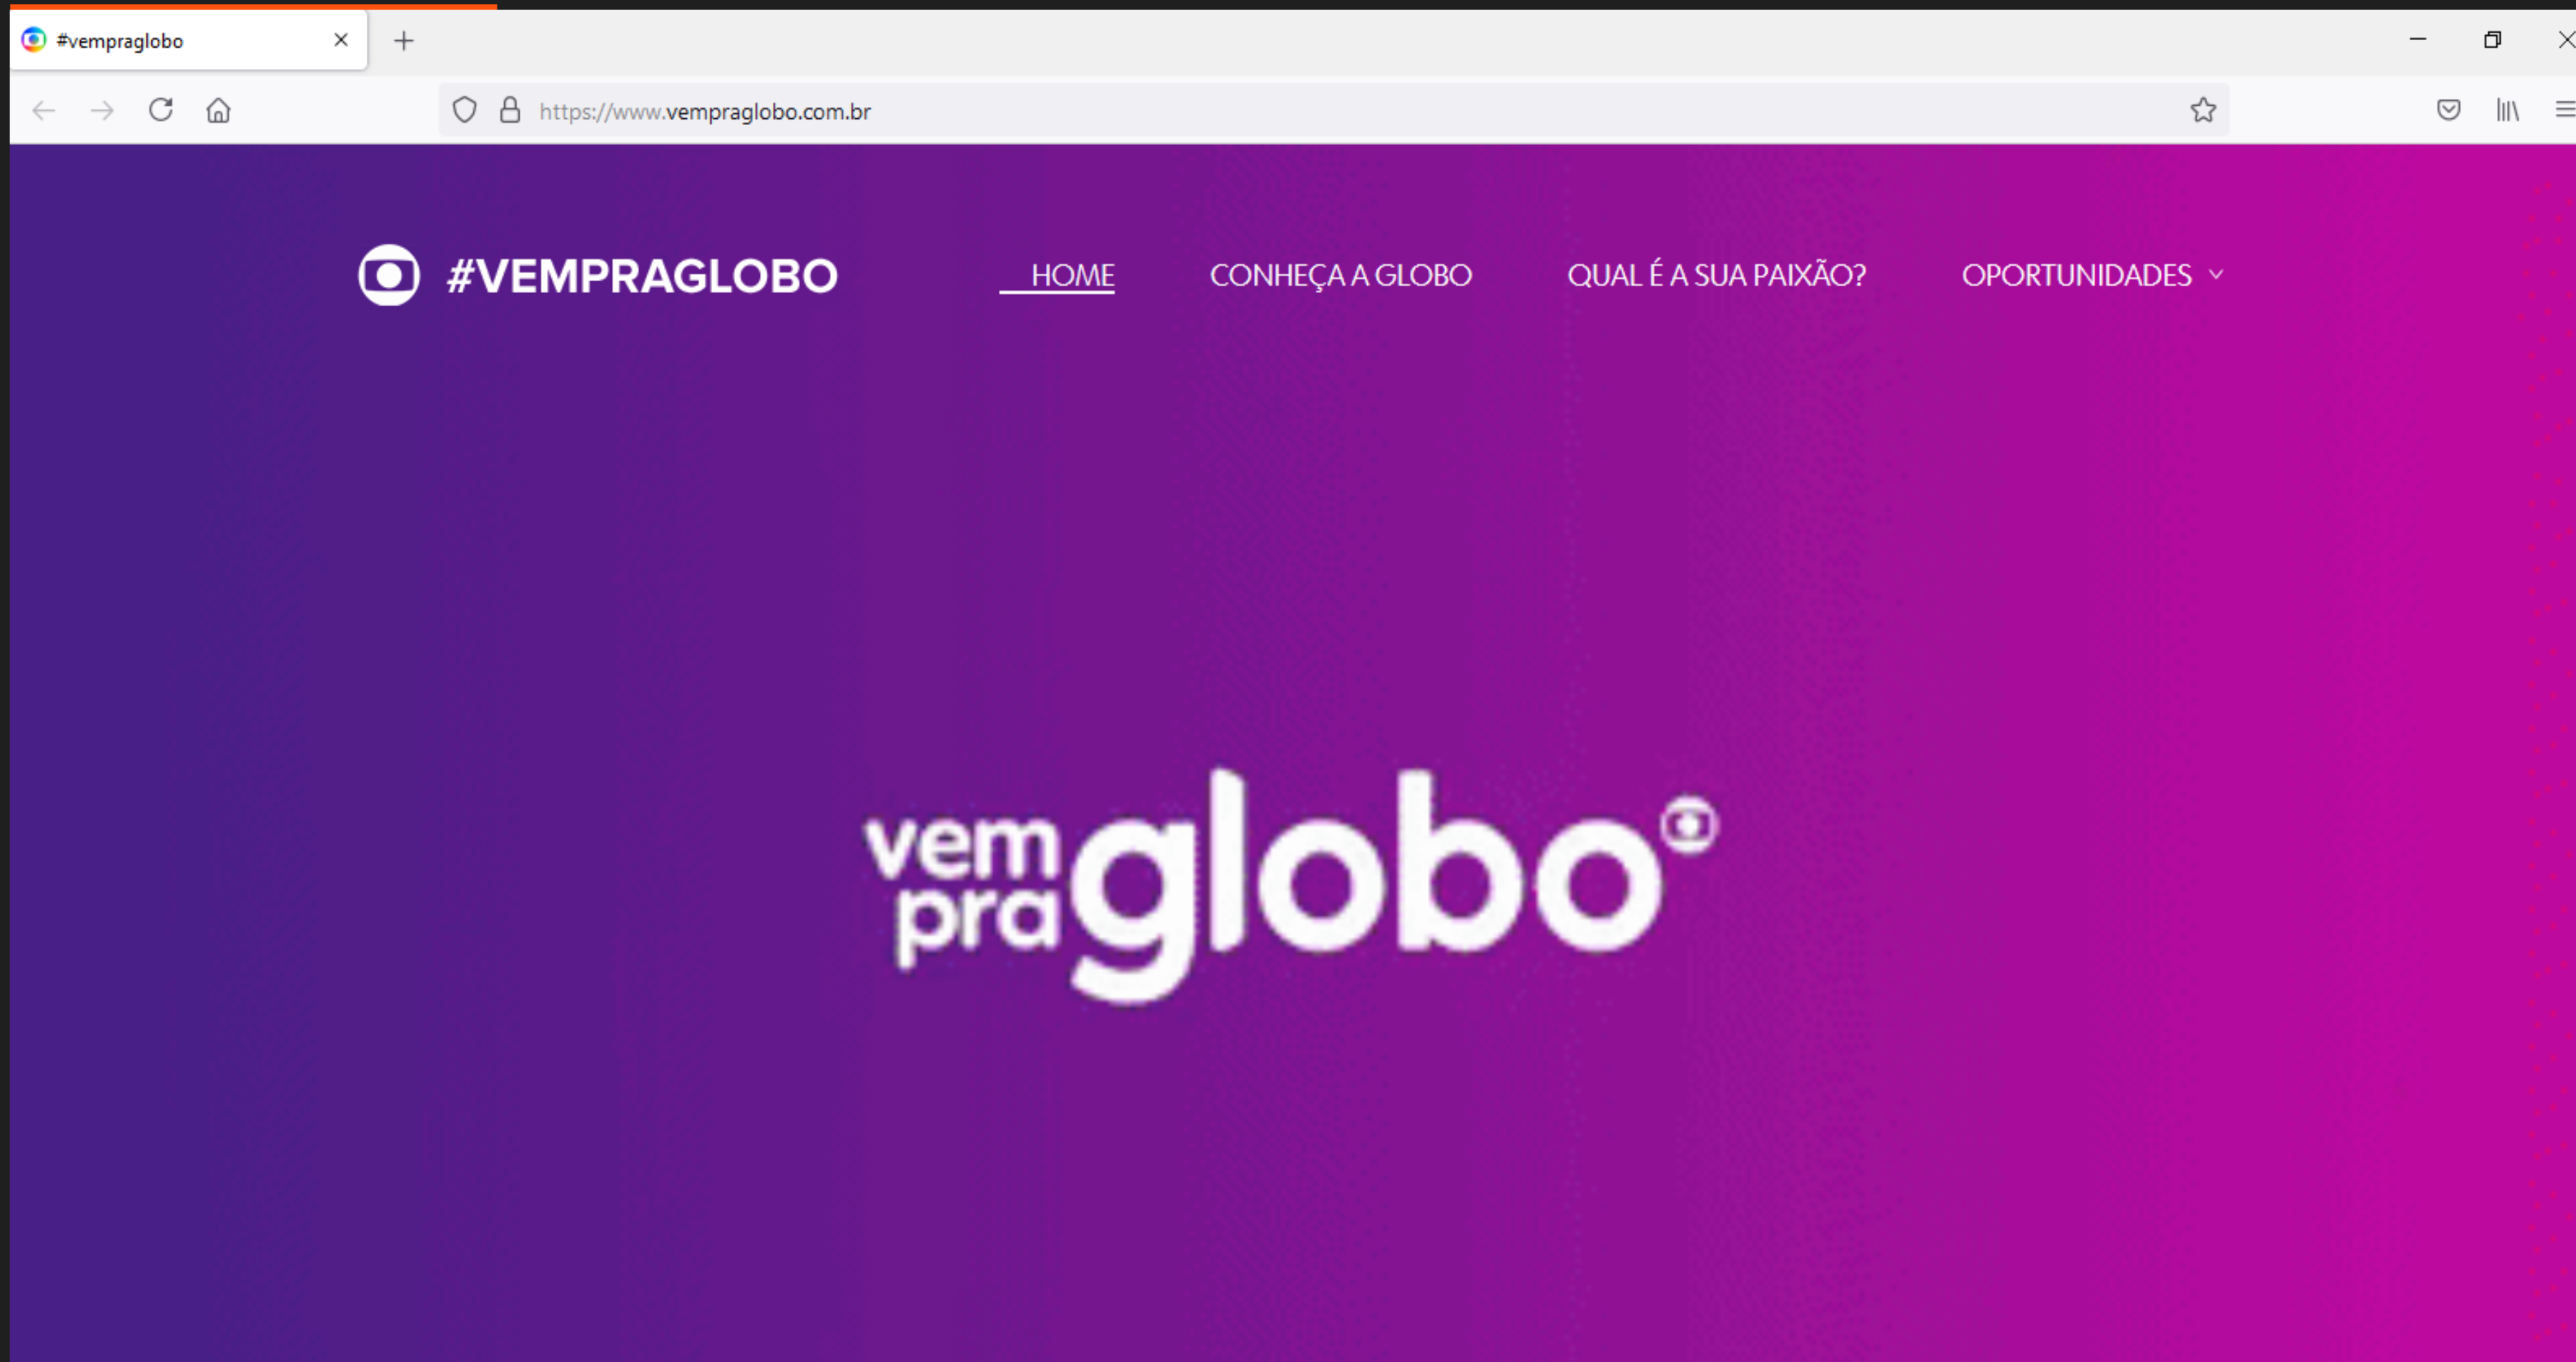 #vempraglobo
https://www.vempraglobo.com.br
#VEMPRAGLOBO
HOME
CONHEÇA A GLOBO
QUAL É A SUA PAIXÃO?
OPORTUNIDADES
vem
pra globo